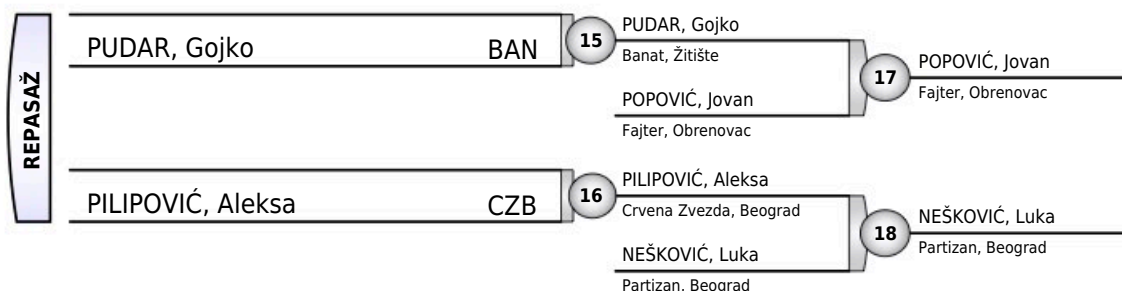 REPASAŽ
PUDAR, Gojko BAN
15
PUDAR, Gojko
Banat, Žitište
POPOVIĆ, Jovan
Fajter, Obrenovac
17
POPOVIĆ, Jovan
Fajter, Obrenovac
PILIPOVIĆ, Aleksa CZB
16
PILIPOVIĆ, Aleksa
Crvena Zvezda, Beograd
NEŠKOVIĆ, Luka
Partizan, Beograd
18
NEŠKOVIĆ, Luka
Partizan, Beograd